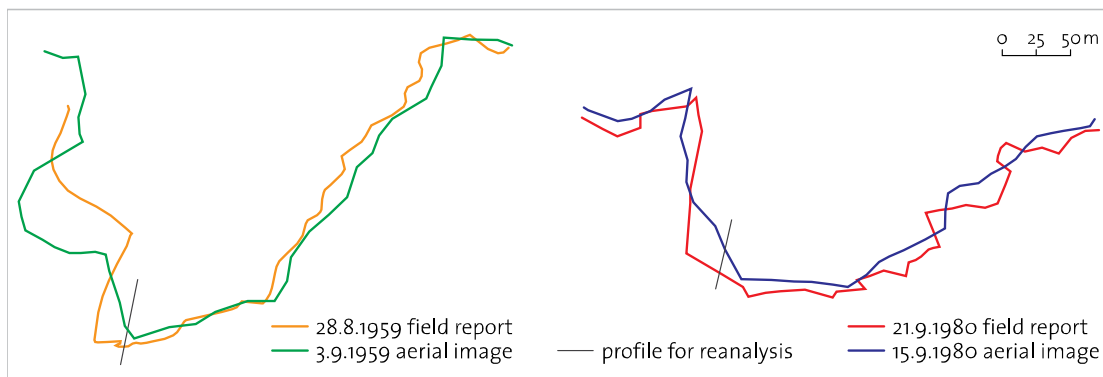 0 25 50 m
28.8.1959 field report
3.9.1959 aerial image
profile for reanalysis
21.9.1980 field report
15.9.1980 aerial image